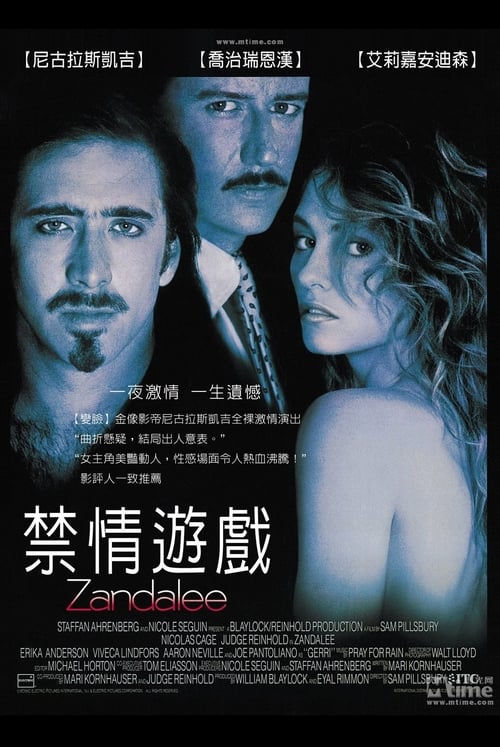 www.mtime.com
【尼古拉斯凱吉】 【喬治瑞恩漢】 【艾莉嘉安迪森】
一夜激情 一生遺憾
【變臉】金像影帝尼古拉斯凱吉全裸激情演出
“曲折懸疑，結局出人意表。”
“女主角美艷動人，性感場面令人熱血沸騰！”
影評人一致推薦
禁情遊戲
Zandalee
STAFFAN AHRENBERG AND NICOLE SEGUIN PRESENT A BLAYLOCK/REINHOLD PRODUCTION A FILM BY SAM PILLSBURY
NICOLAS CAGE JUDGE REINHOLD IN ZANDALEE
ERIKA ANDERSON VIVECA LINDFORS AARON NEVILLE AND JOE PANTOLIANO AS "GERRI" MUSIC BY PRAY FOR RAIN DIRECTOR OF PHOTOGRAPHY WALT LLOYD
EDITOR MICHAEL HORTON TOM ELIASSON EXECUTIVE PRODUCERS NICOLE SEGUIN AND STAFFAN AHRENBERG WRITTEN BY MARI KORNHAUSER
CO-PRODUCED BY MARI KORNHAUSER AND JUDGE REINHOLD PRODUCED BY WILLIAM BLAYLOCK AND EYAL RIMMON DIRECTED BY SAM PILLSBURY
ITC
Mtime
www.mtime.com